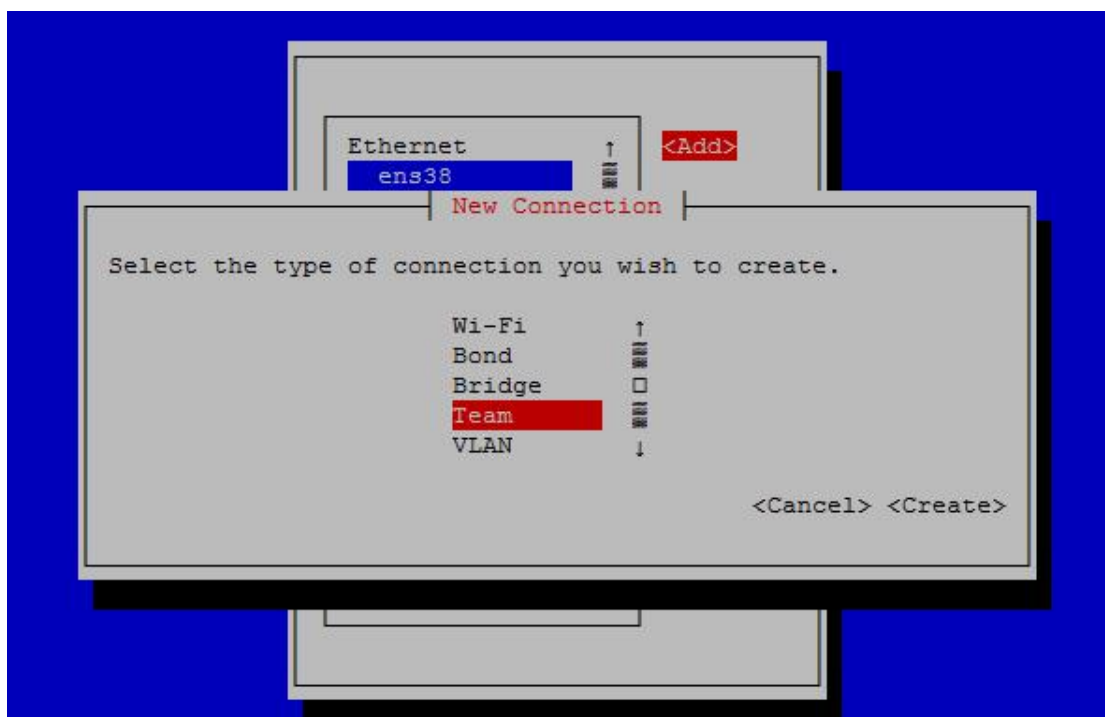 Ethernet ↑ <Add>
ens38
New Connection
Select the type of connection you wish to create.
Wi-Fi ↑
Bond
Bridge
Team
VLAN ↓
<Cancel> <Create>